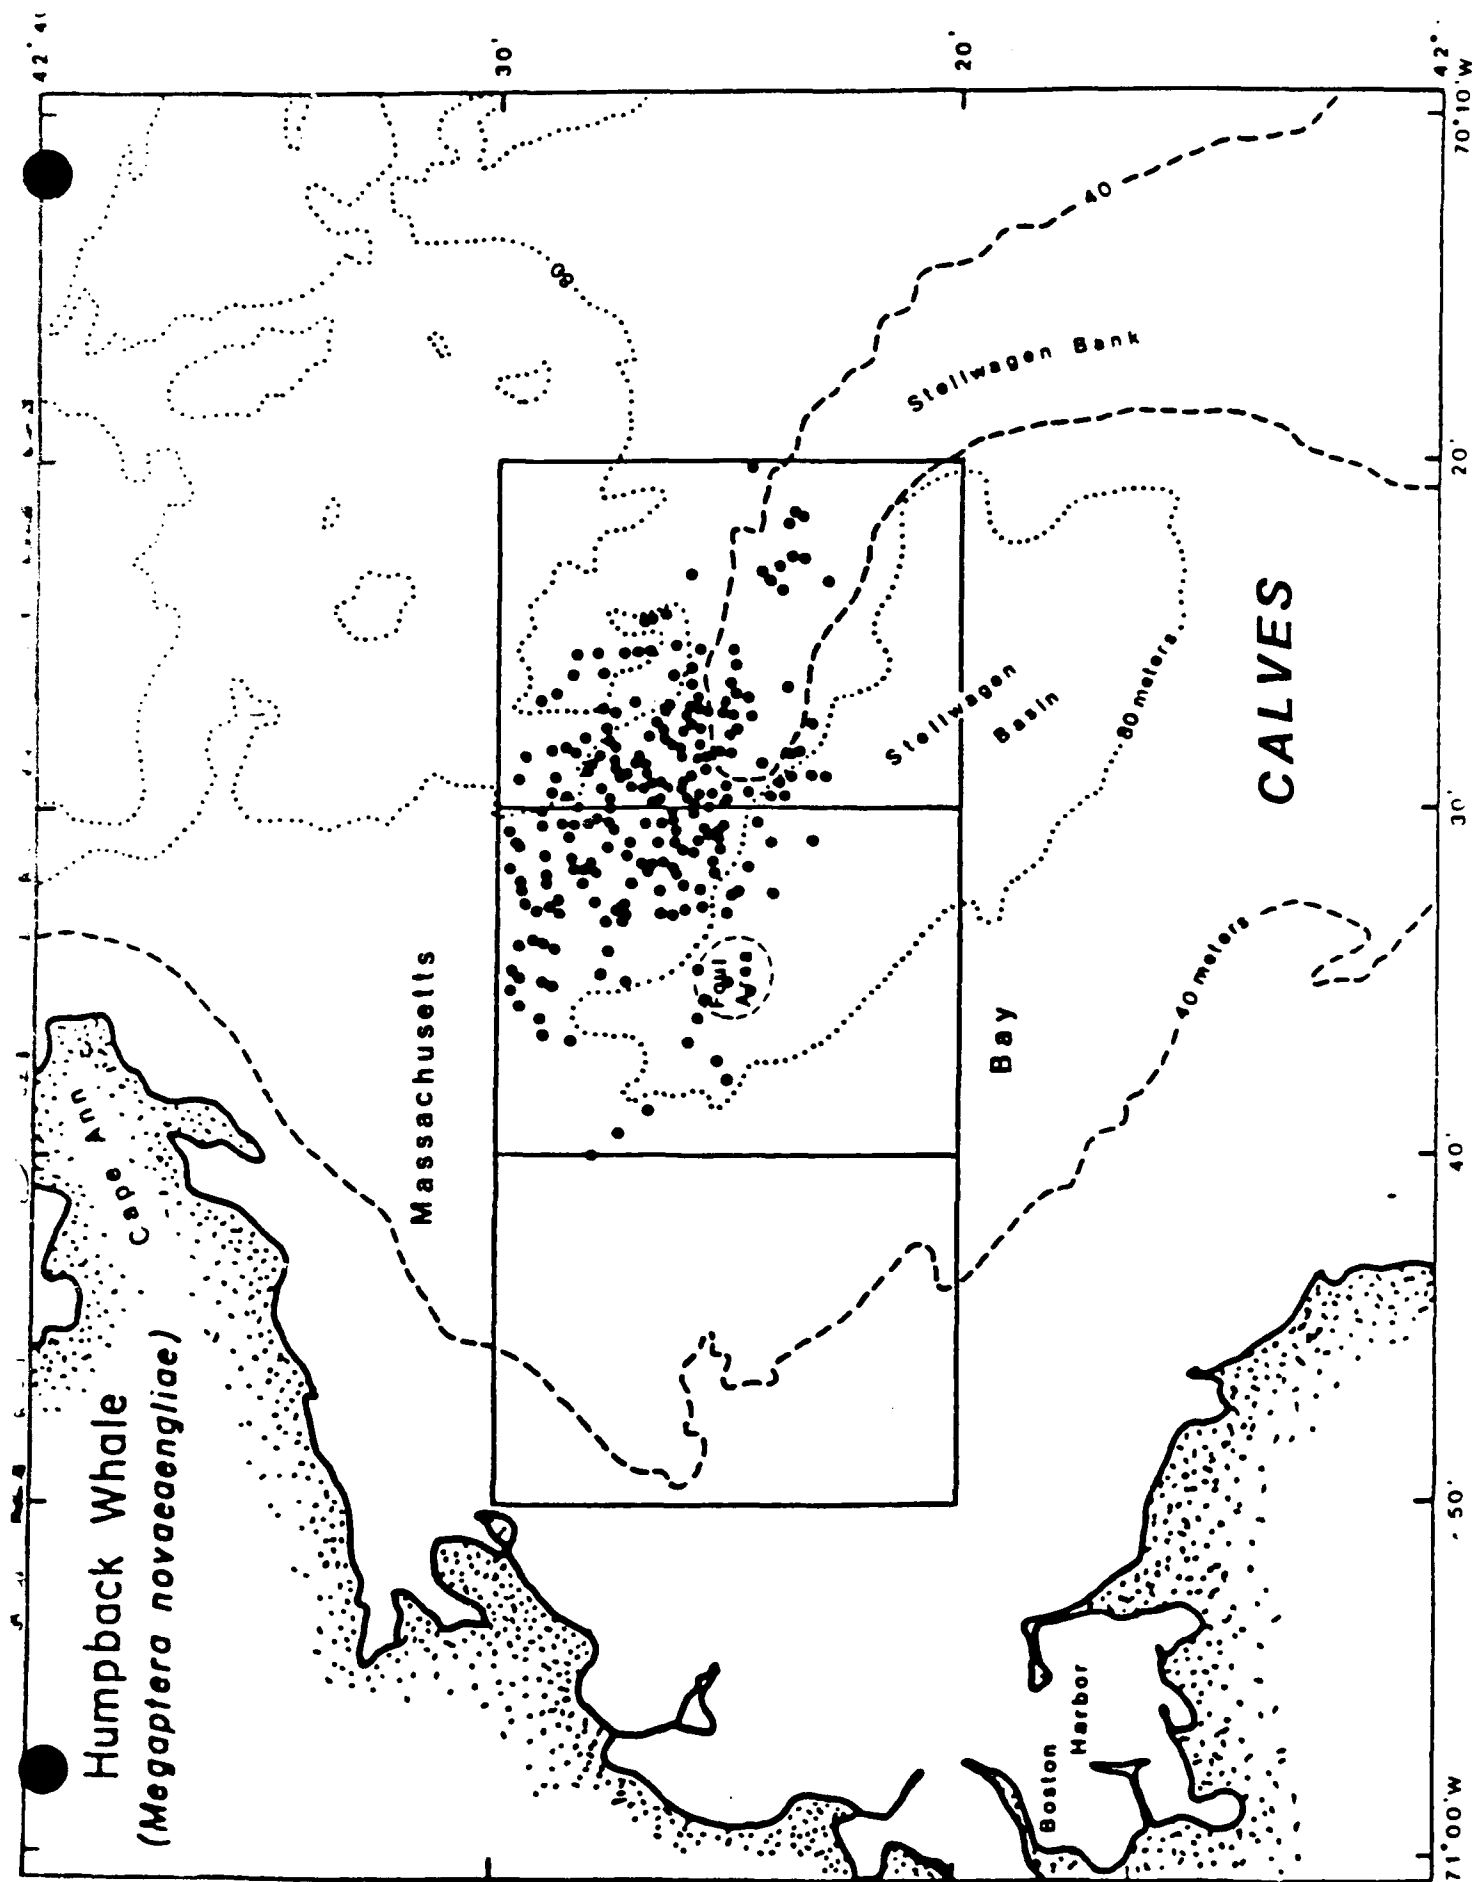 Humpback Whale
(Megaptera novaeangliae)
Cape Ann
Massachusetts
Bay
Foul
Area
80
40
Stellwagen Bank
Stellwagen
Basin
80 meters
40 meters
CALVES
Boston
Harbor
30'
20'
42°
70°10'W
20'
30'
40'
50'
71°00'W